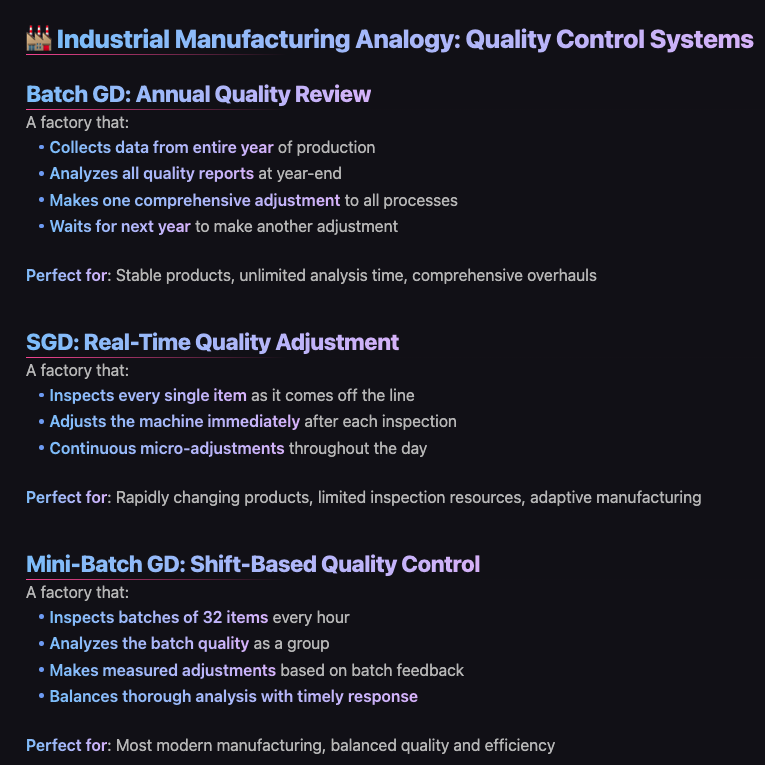 🏭 Industrial Manufacturing Analogy: Quality Control Systems
Batch GD: Annual Quality Review
A factory that:
• Collects data from entire year of production
• Analyzes all quality reports at year-end
• Makes one comprehensive adjustment to all processes
• Waits for next year to make another adjustment
Perfect for: Stable products, unlimited analysis time, comprehensive overhauls
SGD: Real-Time Quality Adjustment
A factory that:
• Inspects every single item as it comes off the line
• Adjusts the machine immediately after each inspection
• Continuous micro-adjustments throughout the day
Perfect for: Rapidly changing products, limited inspection resources, adaptive manufacturing
Mini-Batch GD: Shift-Based Quality Control
A factory that:
• Inspects batches of 32 items every hour
• Analyzes the batch quality as a group
• Makes measured adjustments based on batch feedback
• Balances thorough analysis with timely response
Perfect for: Most modern manufacturing, balanced quality and efficiency